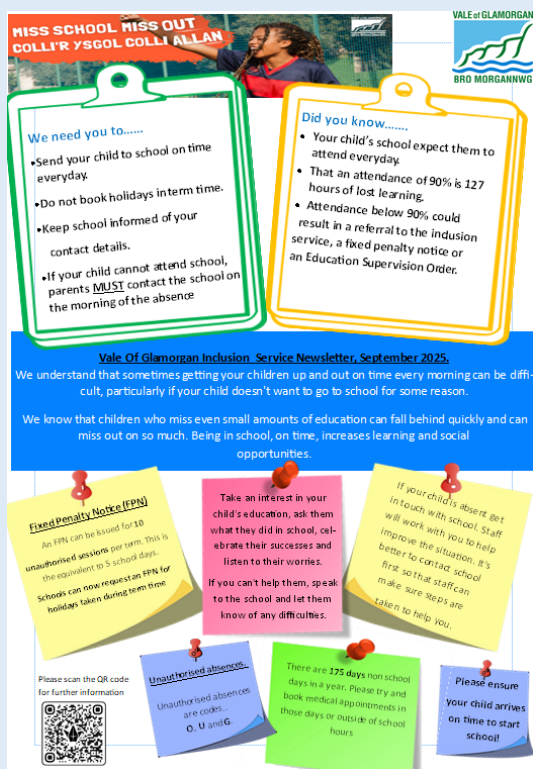 MISS SCHOOL MISS OUT
COLLI'R YSGOL COLLI ALLAN
VALE of GLAMORGAN
BRO MORGANNWG
We need you to......
•Send your child to school on time
everyday.
•Do not book holidays in term time.
•Keep school informed of your
contact details.
•If your child cannot attend school,
parents MUST contact the school on
the morning of the absence
Did you know.......
• Your child's school expect them to
attend everyday.
• That an attendance of 90% is 127
hours of lost learning.
• Attendance below 90% could
result in a referral to the inclusion
service, a fixed penalty notice or
an Education Supervision Order.
Vale Of Glamorgan Inclusion Service Newsletter, September 2025.
We understand that sometimes getting your children up and out on time every morning can be diffi-
cult, particularly if your child doesn't want to go to school for some reason.
We know that children who miss even small amounts of education can fall behind quickly and can
miss out on so much. Being in school, on time, increases learning and social
opportunities.
Fixed Penalty Notice (FPN)
An FPN can be issued for 10
unauthorised sessions per term. This is
the equivalent to 5 school days.
Schools can now request an FPN for
holidays taken during term time
Take an interest in your
child's education, ask them
what they did in school, cel-
ebrate their successes and
listen to their worries.
If you can't help them, speak
to the school and let them
know of any difficulties.
If your child is absent get
in touch with school. Staff
will work with you to help
improve the situation. It's
better to contact school
first so that staff can
make sure steps are
taken to help you.
Please scan the QR code
for further information
Unauthorised absences.
Unauthorised absences
are codes...
O, U and G.
There are 175 days non school
days in a year. Please try and
book medical appointments in
those days or outside of school
hours
Please ensure
your child arrives
on time to start
school!